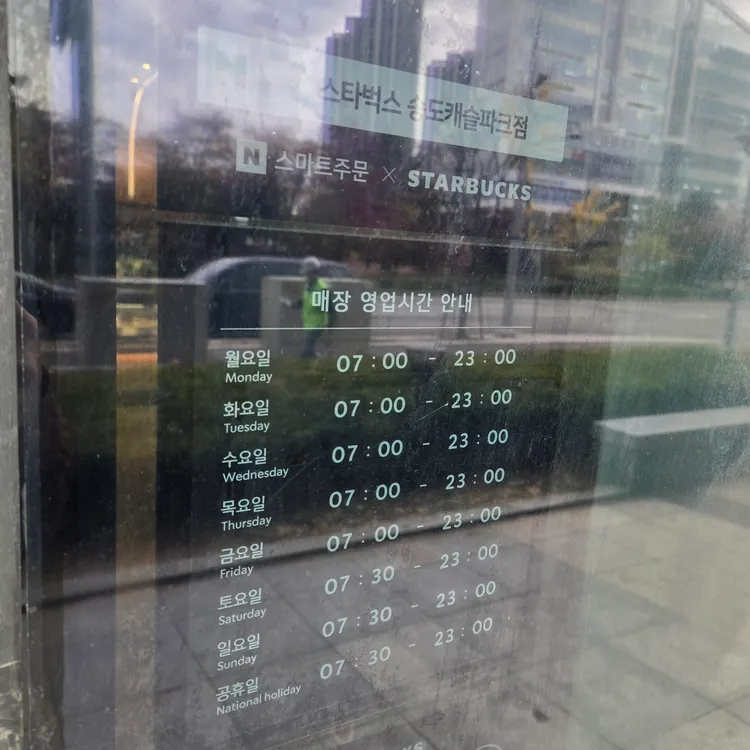 스타벅스 송도캐슬파크점
N 스마트주문 × STARBUCKS
매장 영업시간 안내
월요일 07 : 00 - 23 : 00
Monday
화요일 07 : 00 - 23 : 00
Tuesday
수요일 07 : 00 - 23 : 00
Wednesday
목요일 07 : 00 - 23 : 00
Thursday
금요일 07 : 00 - 23 : 00
Friday
토요일 07 : 30 - 23 : 00
Saturday
일요일 07 : 30 - 23 : 00
Sunday
공휴일 07 : 30 - 23 : 00
National holiday